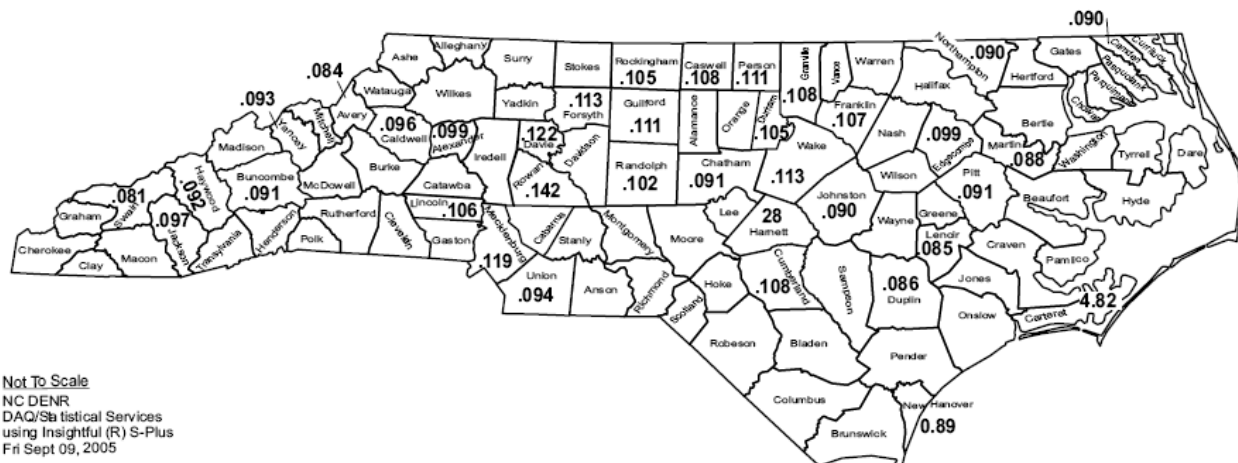 .090
Alleghany
Ashe
Surry
Stokes
Rockingham
.105
Caswell
.108
Person
.111
Granville
.108
Vance
Warren
Northampton
.090
Gates
Camden
Currituck
Pasquotank
Perquimans
Chowan
Hertford
Halifax
.084
Watauga
Wilkes
Yadkin
.113
Forsyth
Guilford
.111
Alamance
Orange
Durham
.105
Franklin
.107
Nash
.099
Edgecombe
Bertie
Martin
.088
Washington
Tyrrell
Dare
.093
Yancey
Mitchell
Avery
.096
Caldwell
.099
Alexander
Iredell
.122
Davie
Davidson
Madison
Burke
Rowan
.142
Randolph
.102
Chatham
.091
Wake
.113
Wilson
Pitt
.091
Beaufort
Hyde
Haywood
.092
Buncombe
.091
McDowell
Catawba
.081
Swain
Graham
.097
Jackson
Lincoln
.106
Johnston
.090
Greene
Lee
28
Harnett
Wayne
Lenoir
.085
Craven
Pamlico
Cherokee
Clay
Macon
Transylvania
Henderson
Polk
Rutherford
Cleveland
Gaston
Mecklenburg
.119
Cabarrus
Stanly
Montgomery
Moore
Union
.094
Anson
Richmond
Scotland
Hoke
Cumberland
.108
Sampson
.086
Duplin
Jones
Onslow
Carteret
4.82
Robeson
Bladen
Pender
Columbus
New Hanover
0.89
Brunswick
Not To Scale
NC DENR
DAQ/Statistical Services
using Insightful (R) S-Plus
Fri Sept 09, 2005